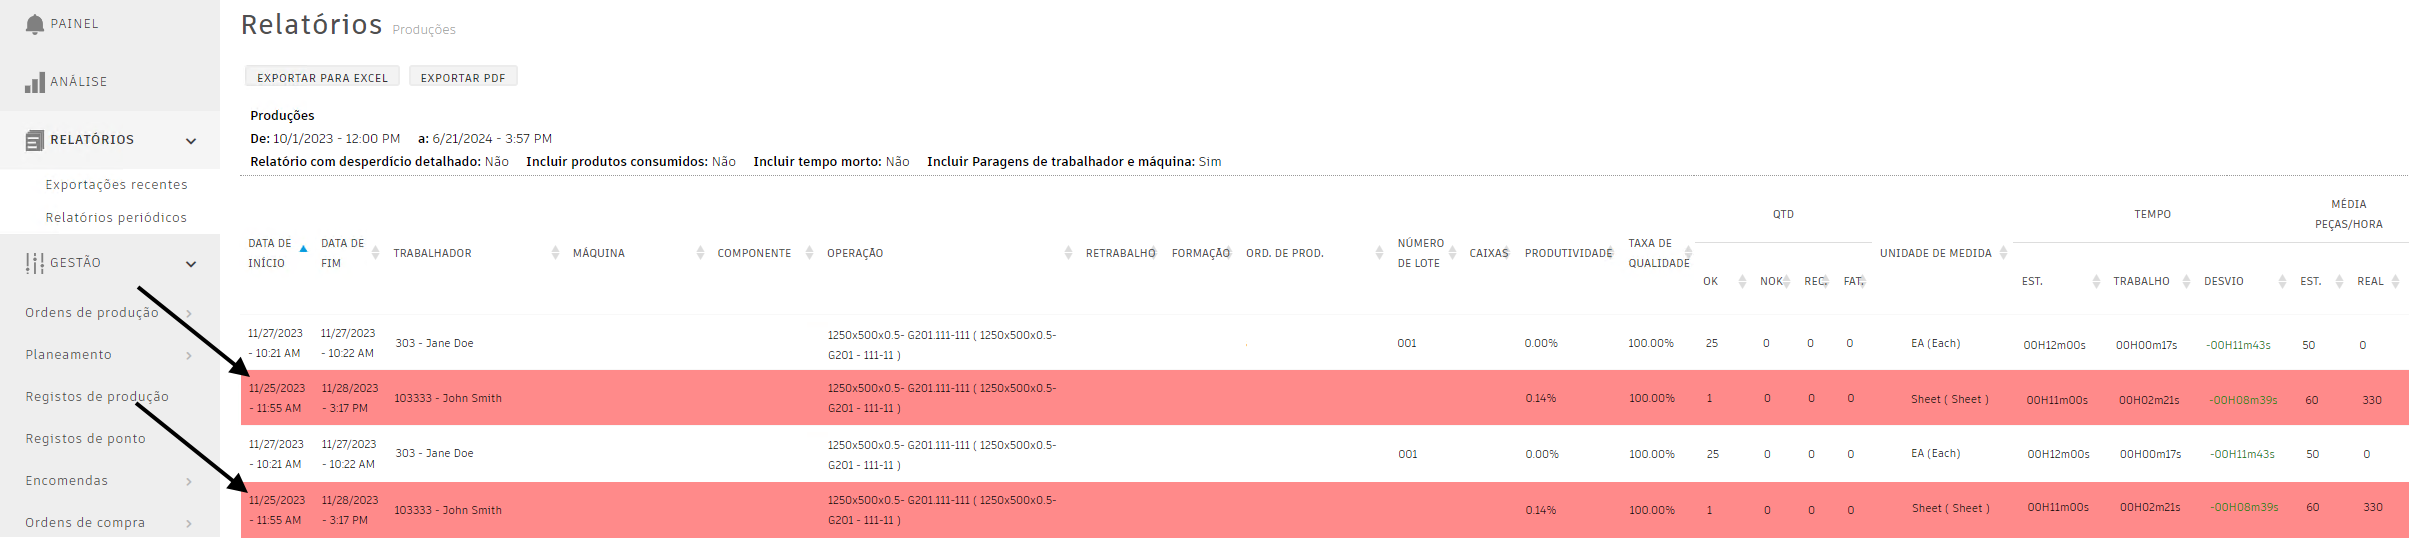 PAINEL
ANÁLISE
RELATÓRIOS
Exportações recentes
Relatórios periódicos
GESTÃO
Ordens de produção
Planeamento
Registos de produção
Registos de ponto
Encomendas
Ordens de compra
Relatórios Produções
EXPORTAR PARA EXCEL EXPORTAR PDF
Produções
De: 10/1/2023 - 12:00 PM a: 6/21/2024 - 3:57 PM
Relatório com desperdício detalhado: Não Incluir produtos consumidos: Não Incluir tempo morto: Não Incluir Paragens de trabalhador e máquina: Sim
QTD TEMPO MÉDIA PEÇAS/HORA
DATA DE INÍCIO DATA DE FIM TRABALHADOR MÁQUINA COMPONENTE OPERAÇÃO RETRABALHO FORMAÇÃO ORD. DE PROD. NÚMERO DE LOTE CAIXAS PRODUTIVIDADE TAXA DE QUALIDADE OK NOK REC. FAT. UNIDADE DE MEDIDA EST. TRABALHO DESVIO EST. REAL
11/27/2023 - 10:21 AM 11/27/2023 - 10:22 AM 303 - Jane Doe 1250x500x0.5- G201.111-111 ( 1250x500x0.5- G201 - 111-11 ) 001 0.00% 100.00% 25 0 0 0 EA (Each) 00H12m00s 00H00m17s -00H11m43s 50 0
11/25/2023 - 11:55 AM 11/28/2023 - 3:17 PM 103333 - John Smith 1250x500x0.5- G201.111-111 ( 1250x500x0.5- G201 - 111-11 ) 0.14% 100.00% 1 0 0 0 Sheet ( Sheet ) 00H11m00s 00H02m21s -00H08m39s 60 330
11/27/2023 - 10:21 AM 11/27/2023 - 10:22 AM 303 - Jane Doe 1250x500x0.5- G201.111-111 ( 1250x500x0.5- G201 - 111-11 ) 001 0.00% 100.00% 25 0 0 0 EA (Each) 00H12m00s 00H00m17s -00H11m43s 50 0
11/25/2023 - 11:55 AM 11/28/2023 - 3:17 PM 103333 - John Smith 1250x500x0.5- G201.111-111 ( 1250x500x0.5- G201 - 111-11 ) 0.14% 100.00% 1 0 0 0 Sheet ( Sheet ) 00H11m00s 00H02m21s -00H08m39s 60 330